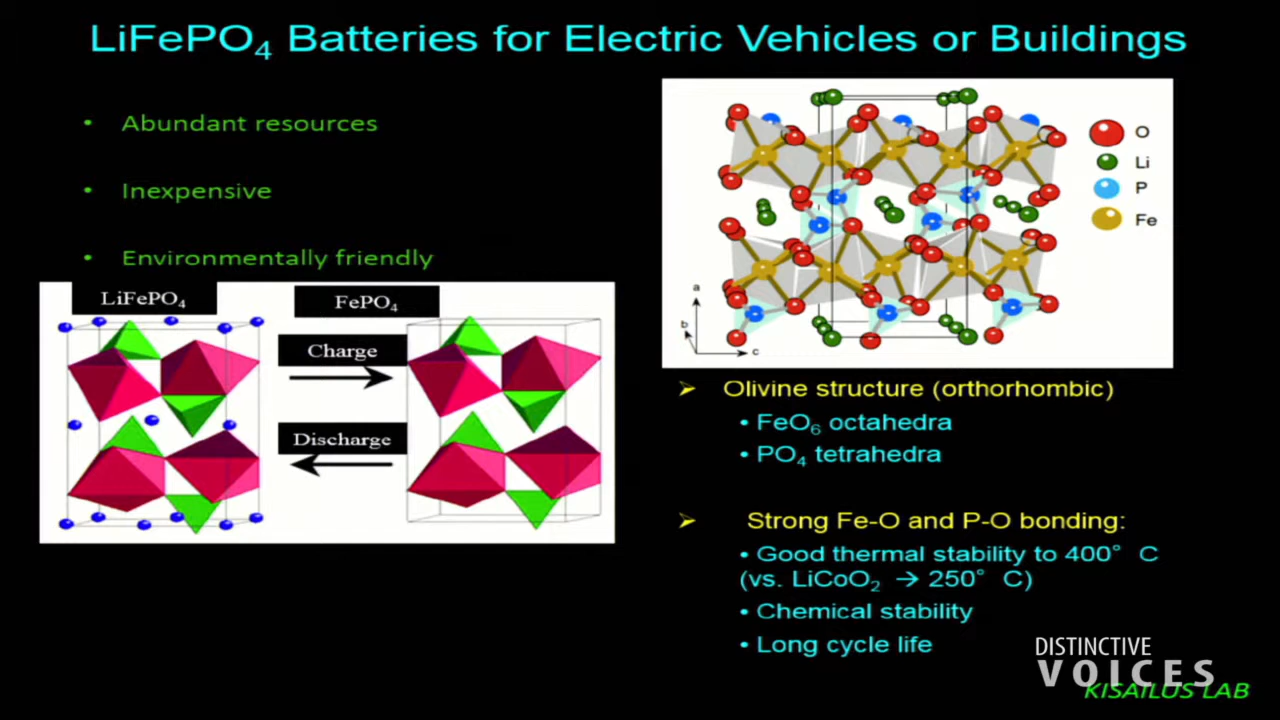 LiFePO₄ Batteries for Electric Vehicles or Buildings
• Abundant resources
• Inexpensive
• Environmentally friendly
LiFePO₄
FePO₄
Charge
Discharge
O
Li
P
Fe
a
b
c
➢ Olivine structure (orthorhombic)
• FeO₆ octahedra
• PO₄ tetrahedra
➢ Strong Fe-O and P-O bonding:
• Good thermal stability to 400° C
(vs. LiCoO₂ → 250° C)
• Chemical stability
• Long cycle life
DISTINCTIVE
VOICES
KISAILUS LAB